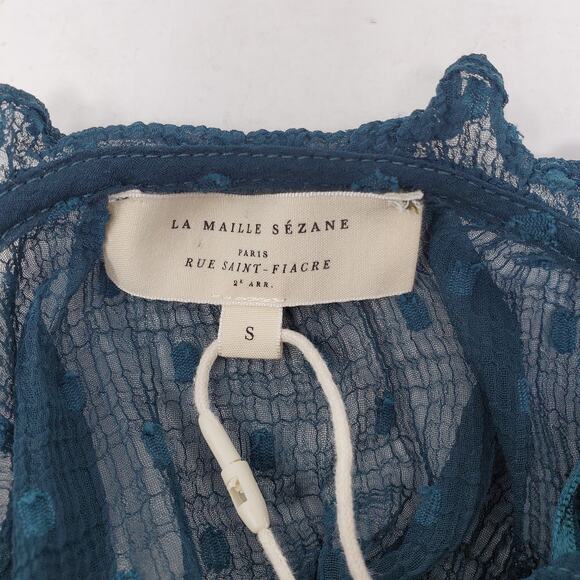 LA MAILLE SÉZANE
PARIS
RUE SAINT-FIACRE
2E ARR.
S